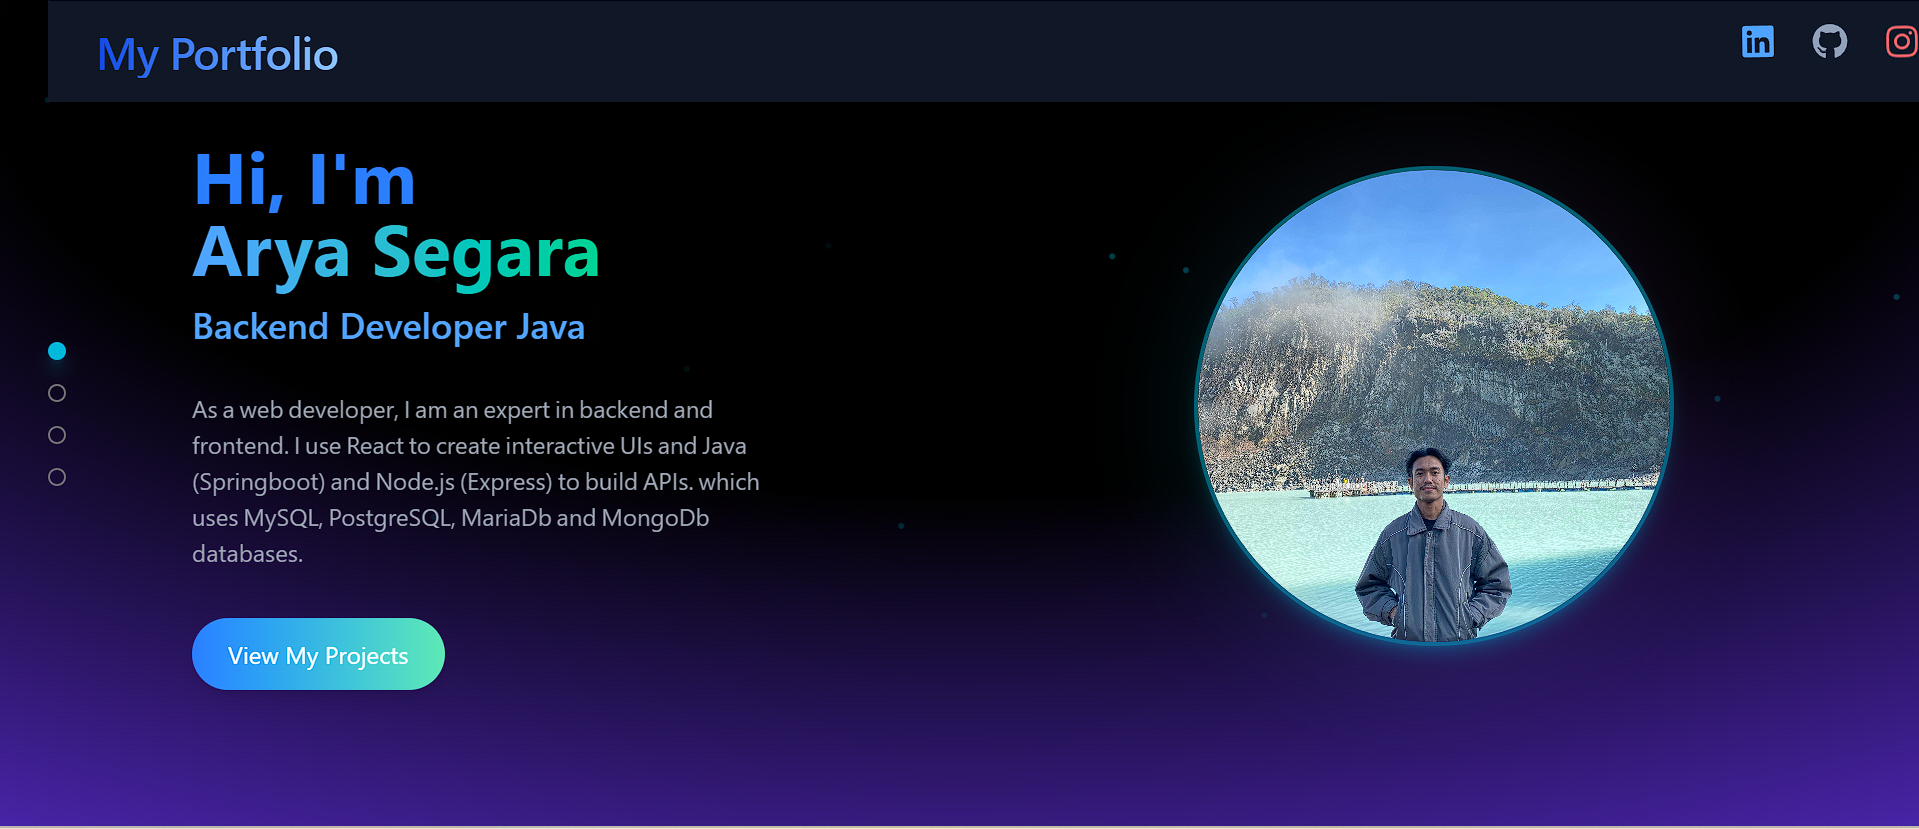 My Portfolio
Hi, I'm
Arya Segara
Backend Developer Java
As a web developer, I am an expert in backend and
frontend. I use React to create interactive UIs and Java
(Springboot) and Node.js (Express) to build APIs. which
uses MySQL, PostgreSQL, MariaDb and MongoDb
databases.
View My Projects